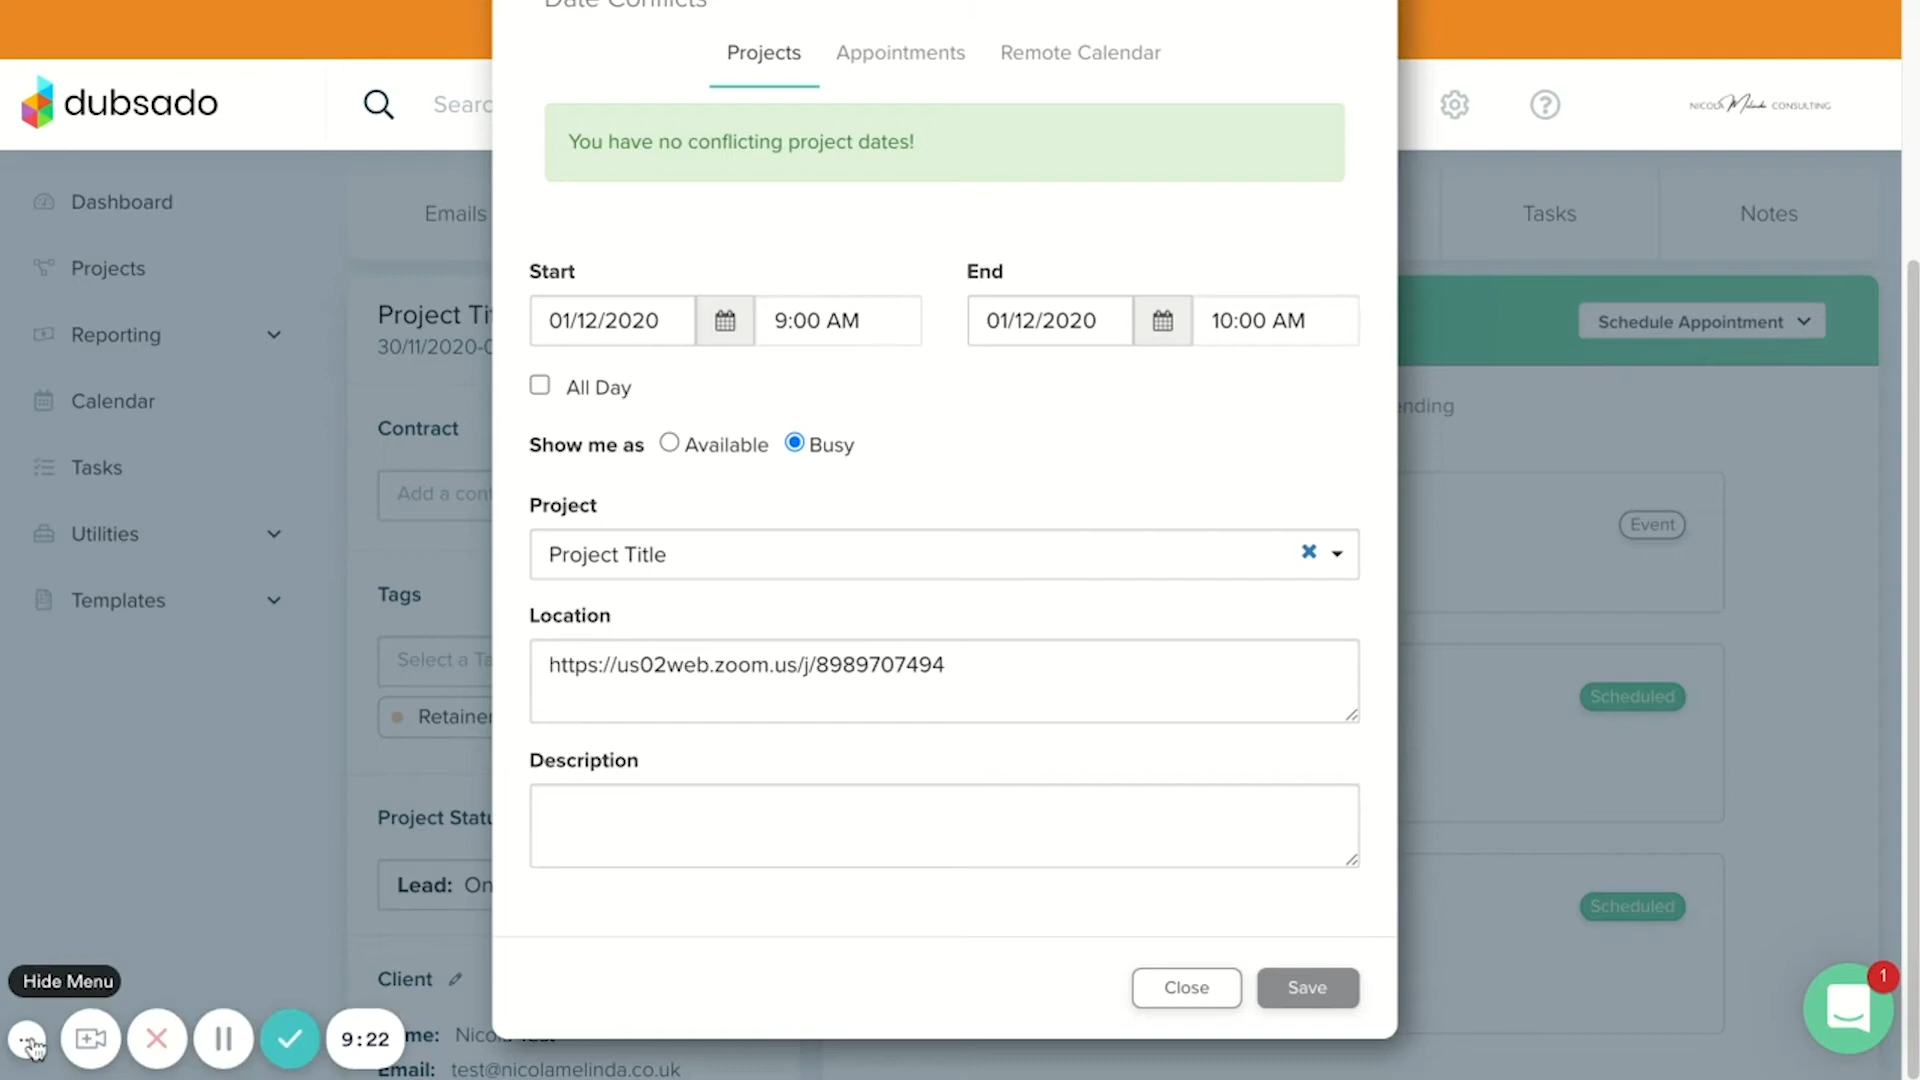 Date Conflicts
Projects Appointments Remote Calendar
dubsado
Searc
NICOLA Melinda CONSULTING
You have no conflicting project dates!
Dashboard
Projects
Reporting
Calendar
Tasks
Utilities
Templates
Emails
Tasks
Notes
Project Ti
30/11/2020-0
Contract
Add a cont
Tags
Select a Ta
Retainer
Project Statu
Lead: On
Client
me: Nico
Email: test@nicolamelinda.co.uk
Start
01/12/2020 9:00 AM
End
01/12/2020 10:00 AM
All Day
Show me as Available Busy
Project
Project Title
Location
https://us02web.zoom.us/j/8989707494
Description
Close Save
Schedule Appointment
ending
Event
Scheduled
Scheduled
1
Hide Menu
9:22